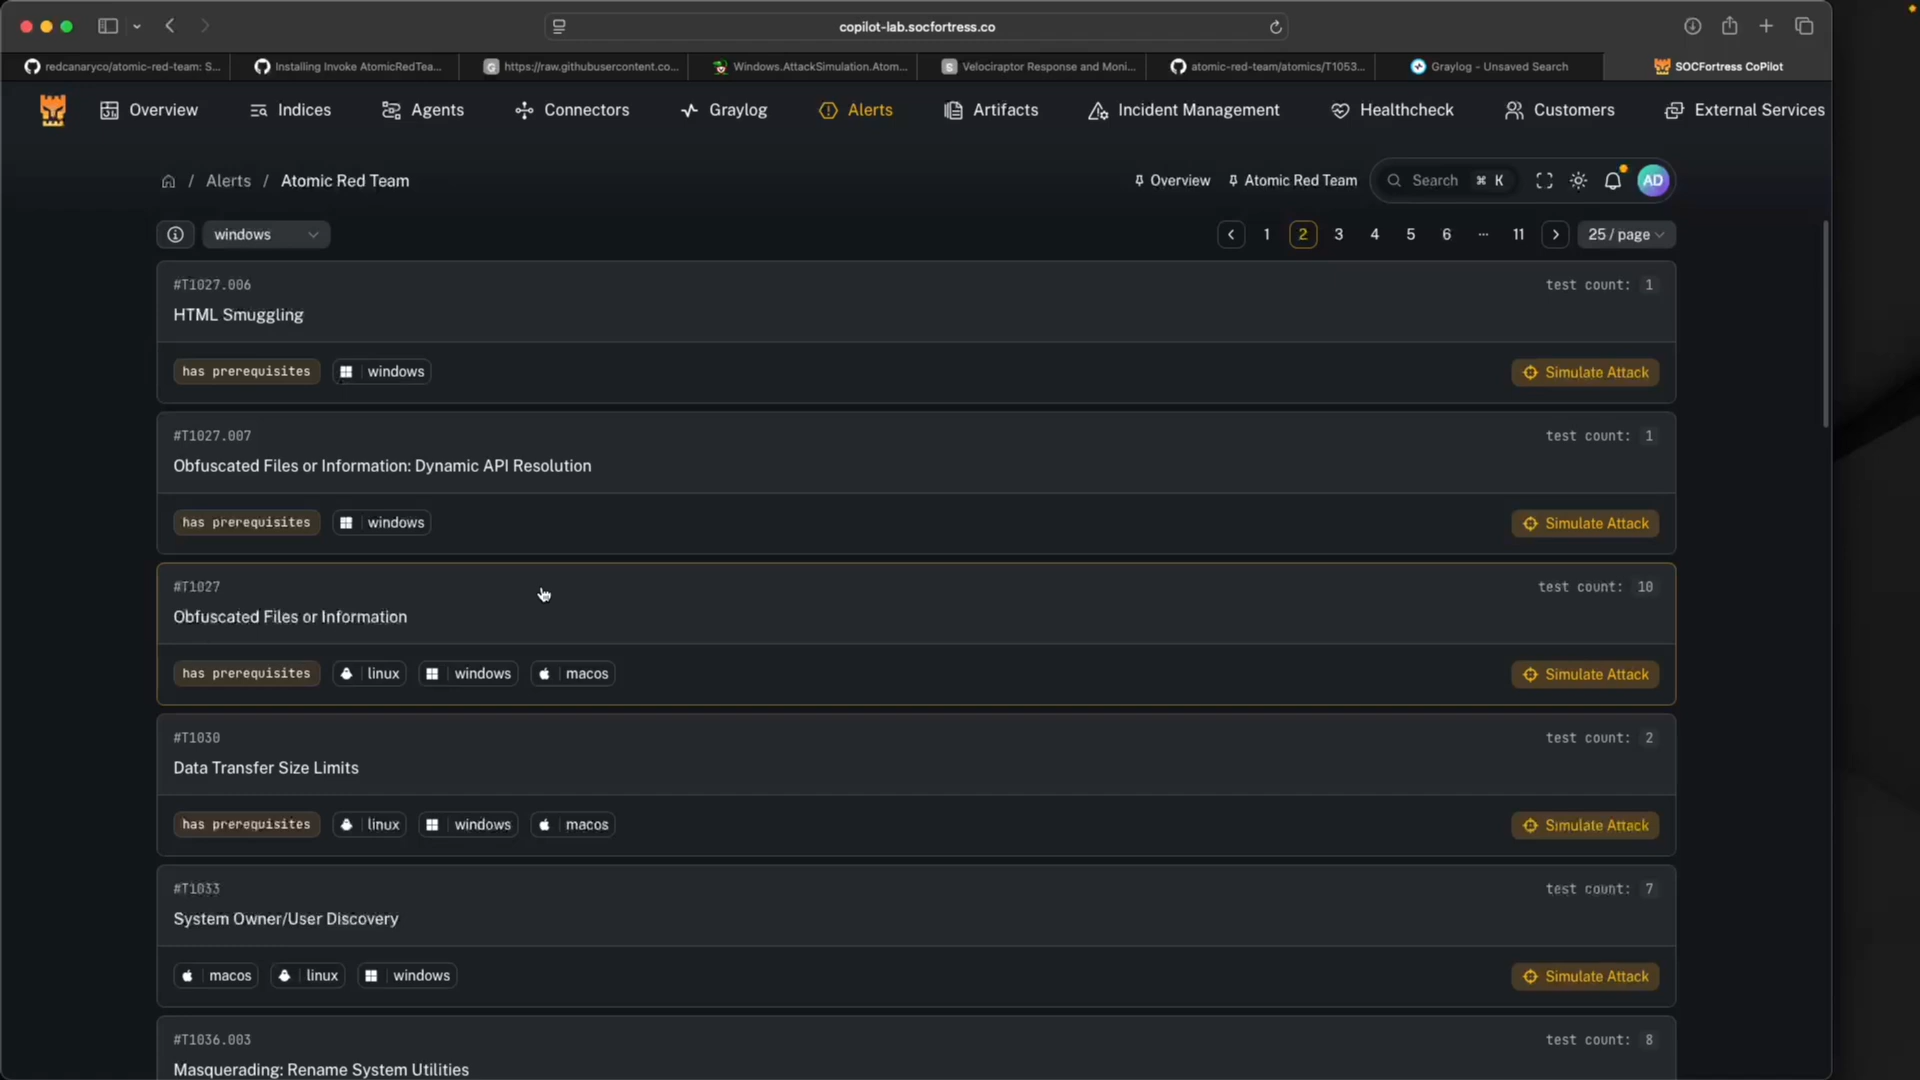 copilot-lab.socfortress.co
redcanaryco/atomic-red-team: S...
Installing Invoke AtomicRedTea...
https://raw.githubusercontent.co...
Windows.AttackSimulation.Atom...
Velociraptor Response and Moni...
atomic-red-team/atomics/T1053...
Graylog - Unsaved Search
SOCFortress CoPilot
Overview Indices Agents Connectors Graylog Alerts Artifacts Incident Management Healthcheck Customers External Services
/ Alerts / Atomic Red Team
Overview Atomic Red Team Search ⌘ K AD
windows
1 2 3 4 5 6 ... 11 25 / page
#T1027.006 test count: 1
HTML Smuggling
has prerequisites windows Simulate Attack
#T1027.007 test count: 1
Obfuscated Files or Information: Dynamic API Resolution
has prerequisites windows Simulate Attack
#T1027 test count: 10
Obfuscated Files or Information
has prerequisites linux windows macos Simulate Attack
#T1030 test count: 2
Data Transfer Size Limits
has prerequisites linux windows macos Simulate Attack
#T1033 test count: 7
System Owner/User Discovery
macos linux windows Simulate Attack
#T1036.003 test count: 8
Masquerading: Rename System Utilities